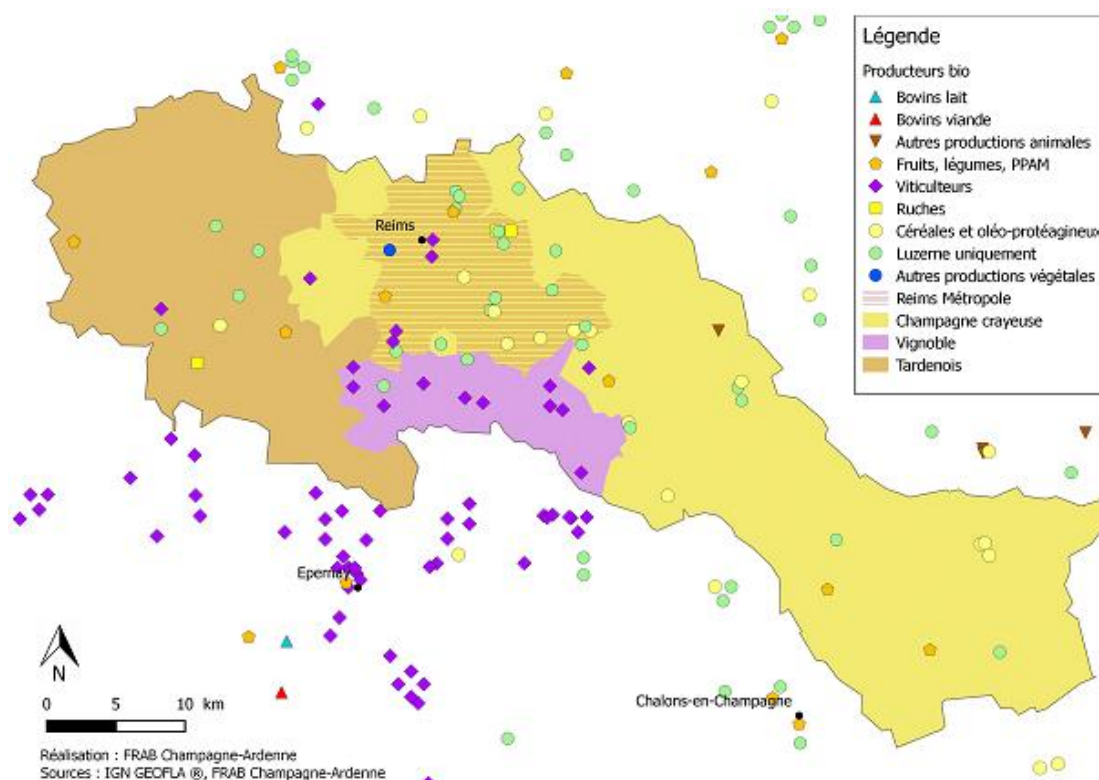 Légende
Producteurs bio
Bovins lait
Bovins viande
Autres productions animales
Fruits, légumes, PPAM
Viticulteurs
Ruches
Céréales et oléo-protéagineux
Luzerne uniquement
Autres productions végétales
Reims Métropole
Champagne crayeuse
Vignoble
Tardenois
Reims
Epernay
Chalons-en-Champagne
N
0 5 10 km
Réalisation : FRAB Champagne-Ardenne
Sources : IGN GEOFLA ®, FRAB Champagne-Ardenne